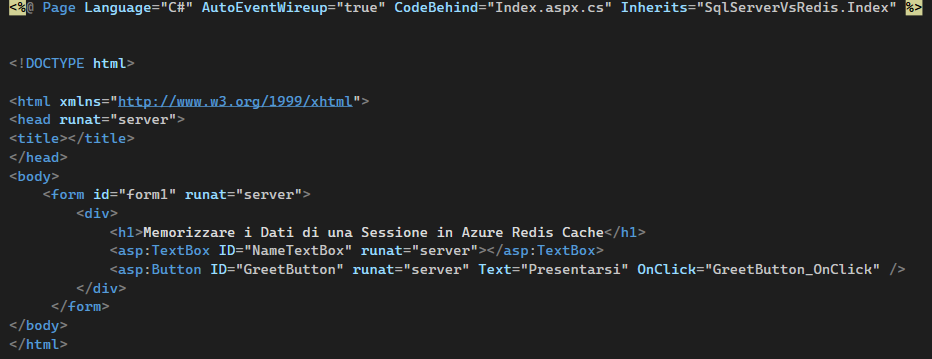 <%@ Page Language="C#" AutoEventWireup="true" CodeBehind="Index.aspx.cs" Inherits="SqlServerVsRedis.Index" %>
<!DOCTYPE html>
<html xmlns="http://www.w3.org/1999/xhtml">
<head runat="server">
<title></title>
</head>
<body>
<form id="form1" runat="server">
<div>
<h1>Memorizzare i Dati di una Sessione in Azure Redis Cache</h1>
<asp:TextBox ID="NameTextBox" runat="server"></asp:TextBox>
<asp:Button ID="GreetButton" runat="server" Text="Presentarsi" OnClick="GreetButton_OnClick" />
</div>
</form>
</body>
</html>